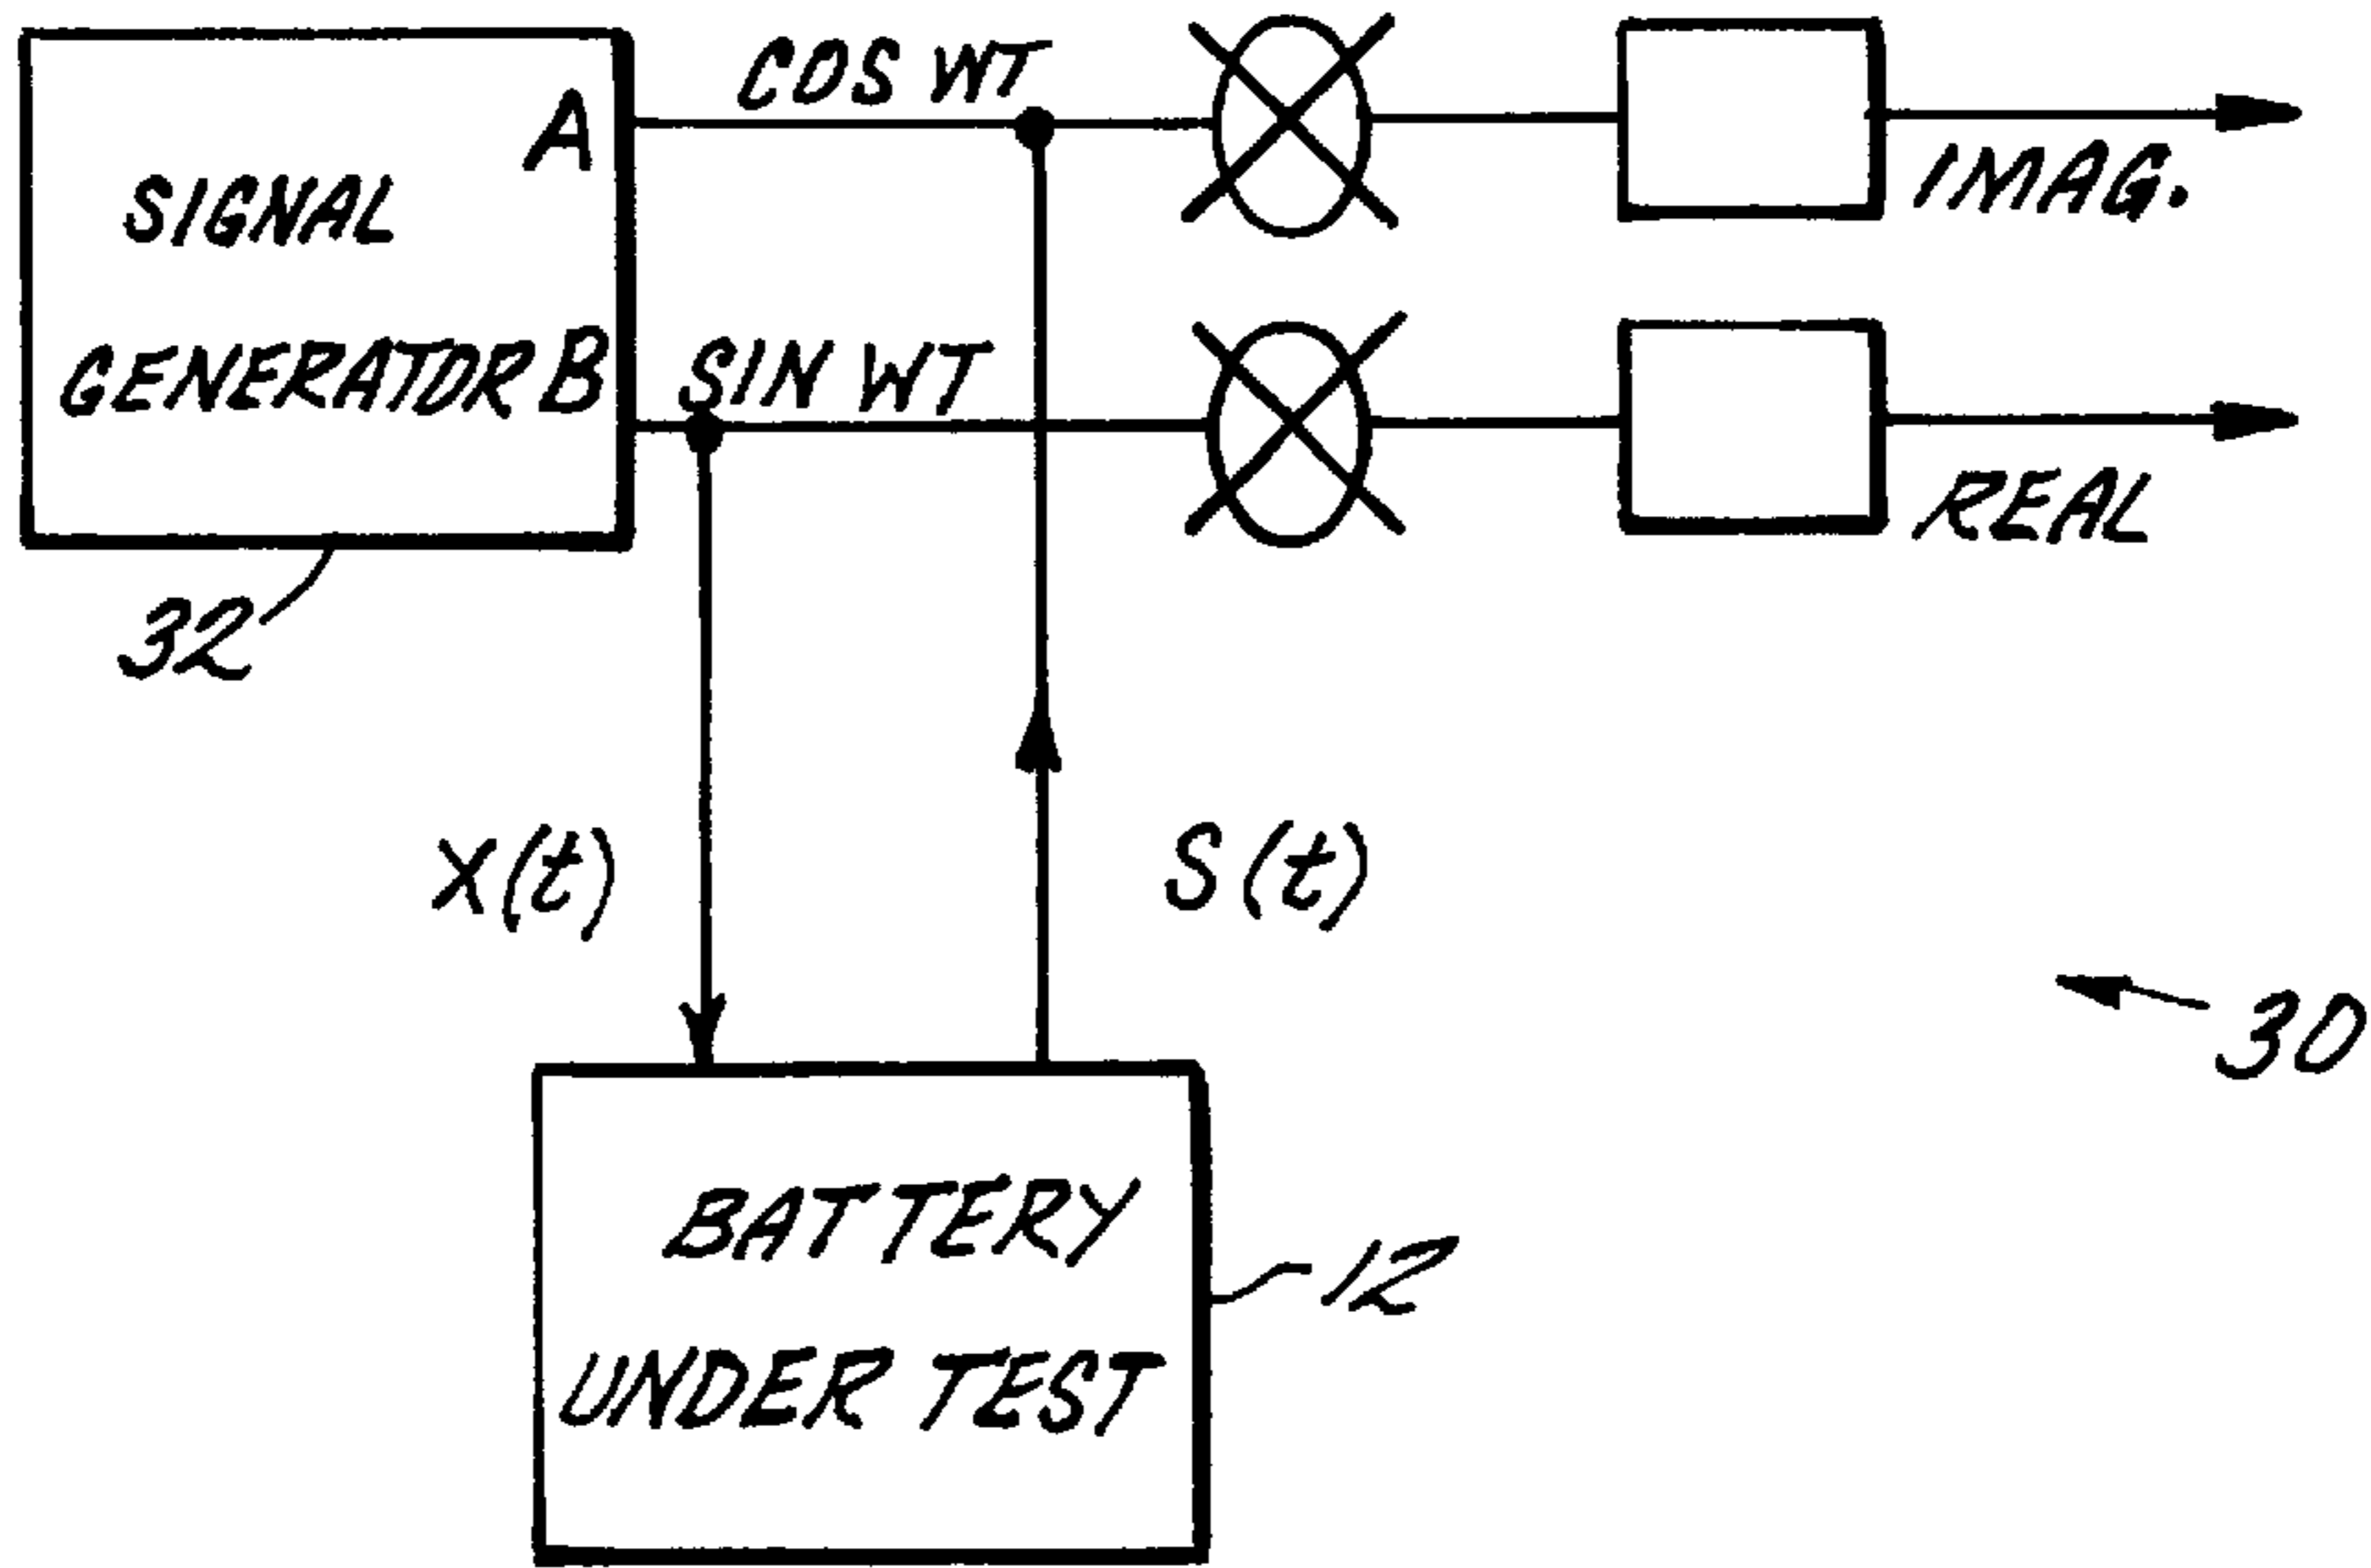 A
SIGNAL
GENERATOR B
32
COS WT
SIN WT
IMAG.
REAL
X(t)
S(t)
30
BATTERY
UNDER TEST
12